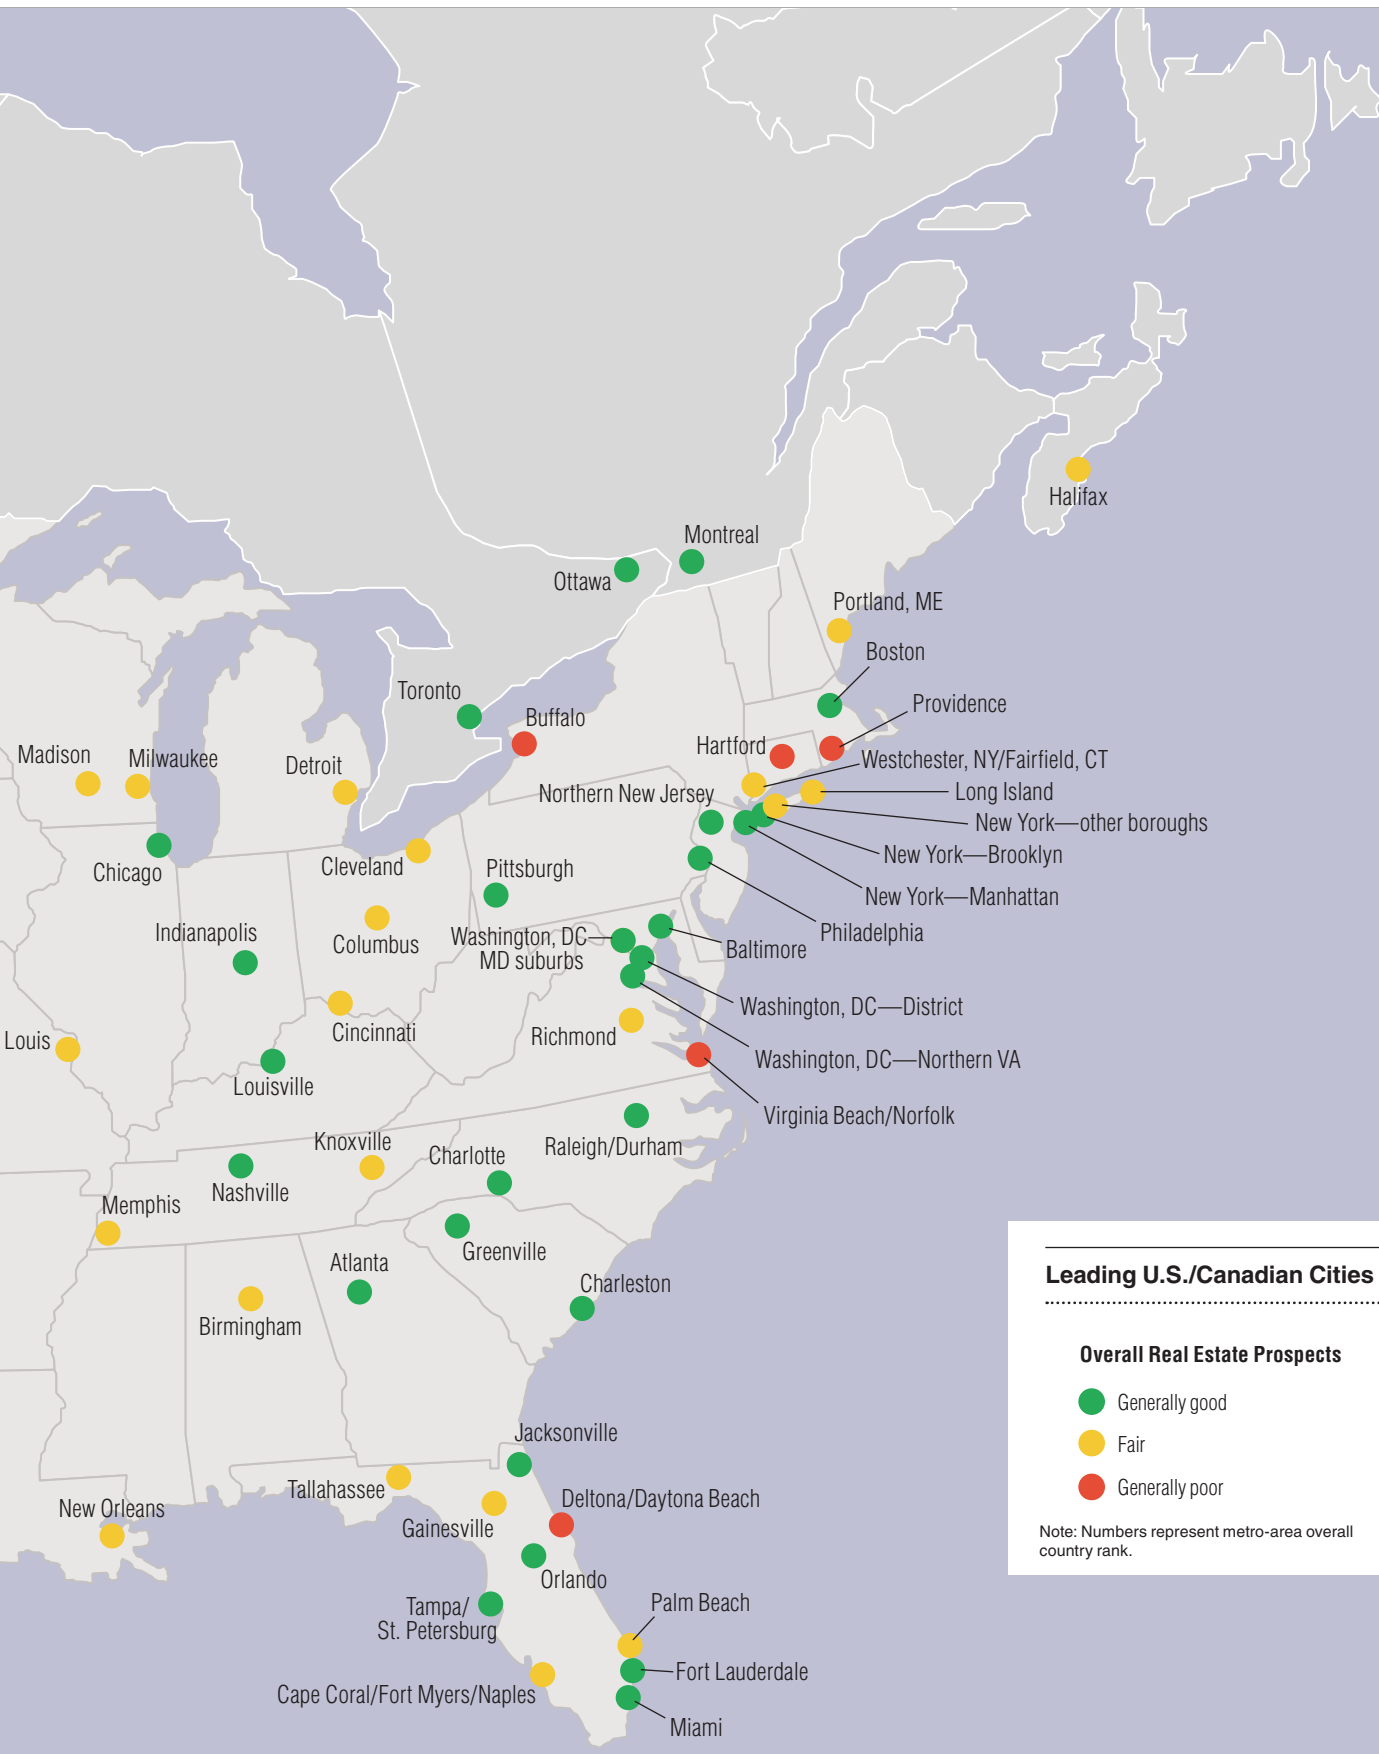 Halifax
Montreal
Ottawa
Portland, ME
Boston
Toronto
Providence
Buffalo
Hartford
Madison
Milwaukee
Detroit
Westchester, NY/Fairfield, CT
Northern New Jersey
Long Island
New York—other boroughs
New York—Brooklyn
Chicago
Cleveland
Pittsburgh
New York—Manhattan
Indianapolis
Columbus
Washington, DC
MD suburbs
Philadelphia
Baltimore
Washington, DC—District
Louis
Cincinnati
Richmond
Washington, DC—Northern VA
Louisville
Virginia Beach/Norfolk
Knoxville
Charlotte
Raleigh/Durham
Nashville
Memphis
Greenville
Atlanta
Charleston
Birmingham
Leading U.S./Canadian Cities
Overall Real Estate Prospects
Generally good
Fair
Generally poor
Note: Numbers represent metro-area overall
country rank.
Jacksonville
Tallahassee
Deltona/Daytona Beach
New Orleans
Gainesville
Orlando
Tampa/
St. Petersburg
Palm Beach
Fort Lauderdale
Cape Coral/Fort Myers/Naples
Miami